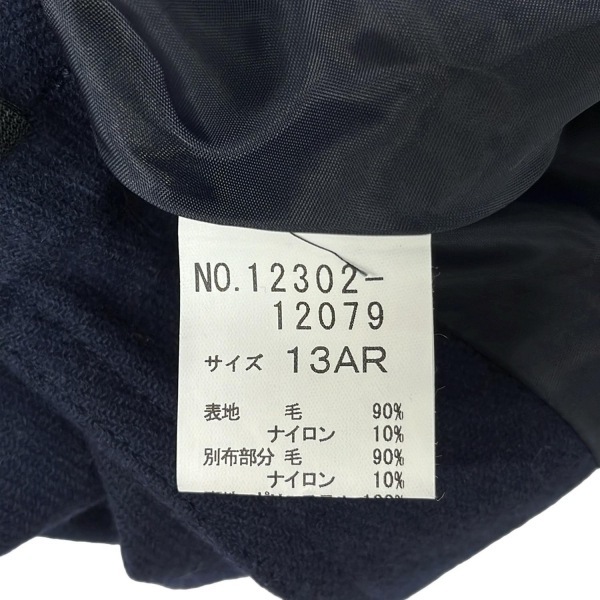 NO.12302-
12079
サイズ 13AR
表地 毛 90%
ナイロン 10%
別布部分 毛 90%
ナイロン 10%